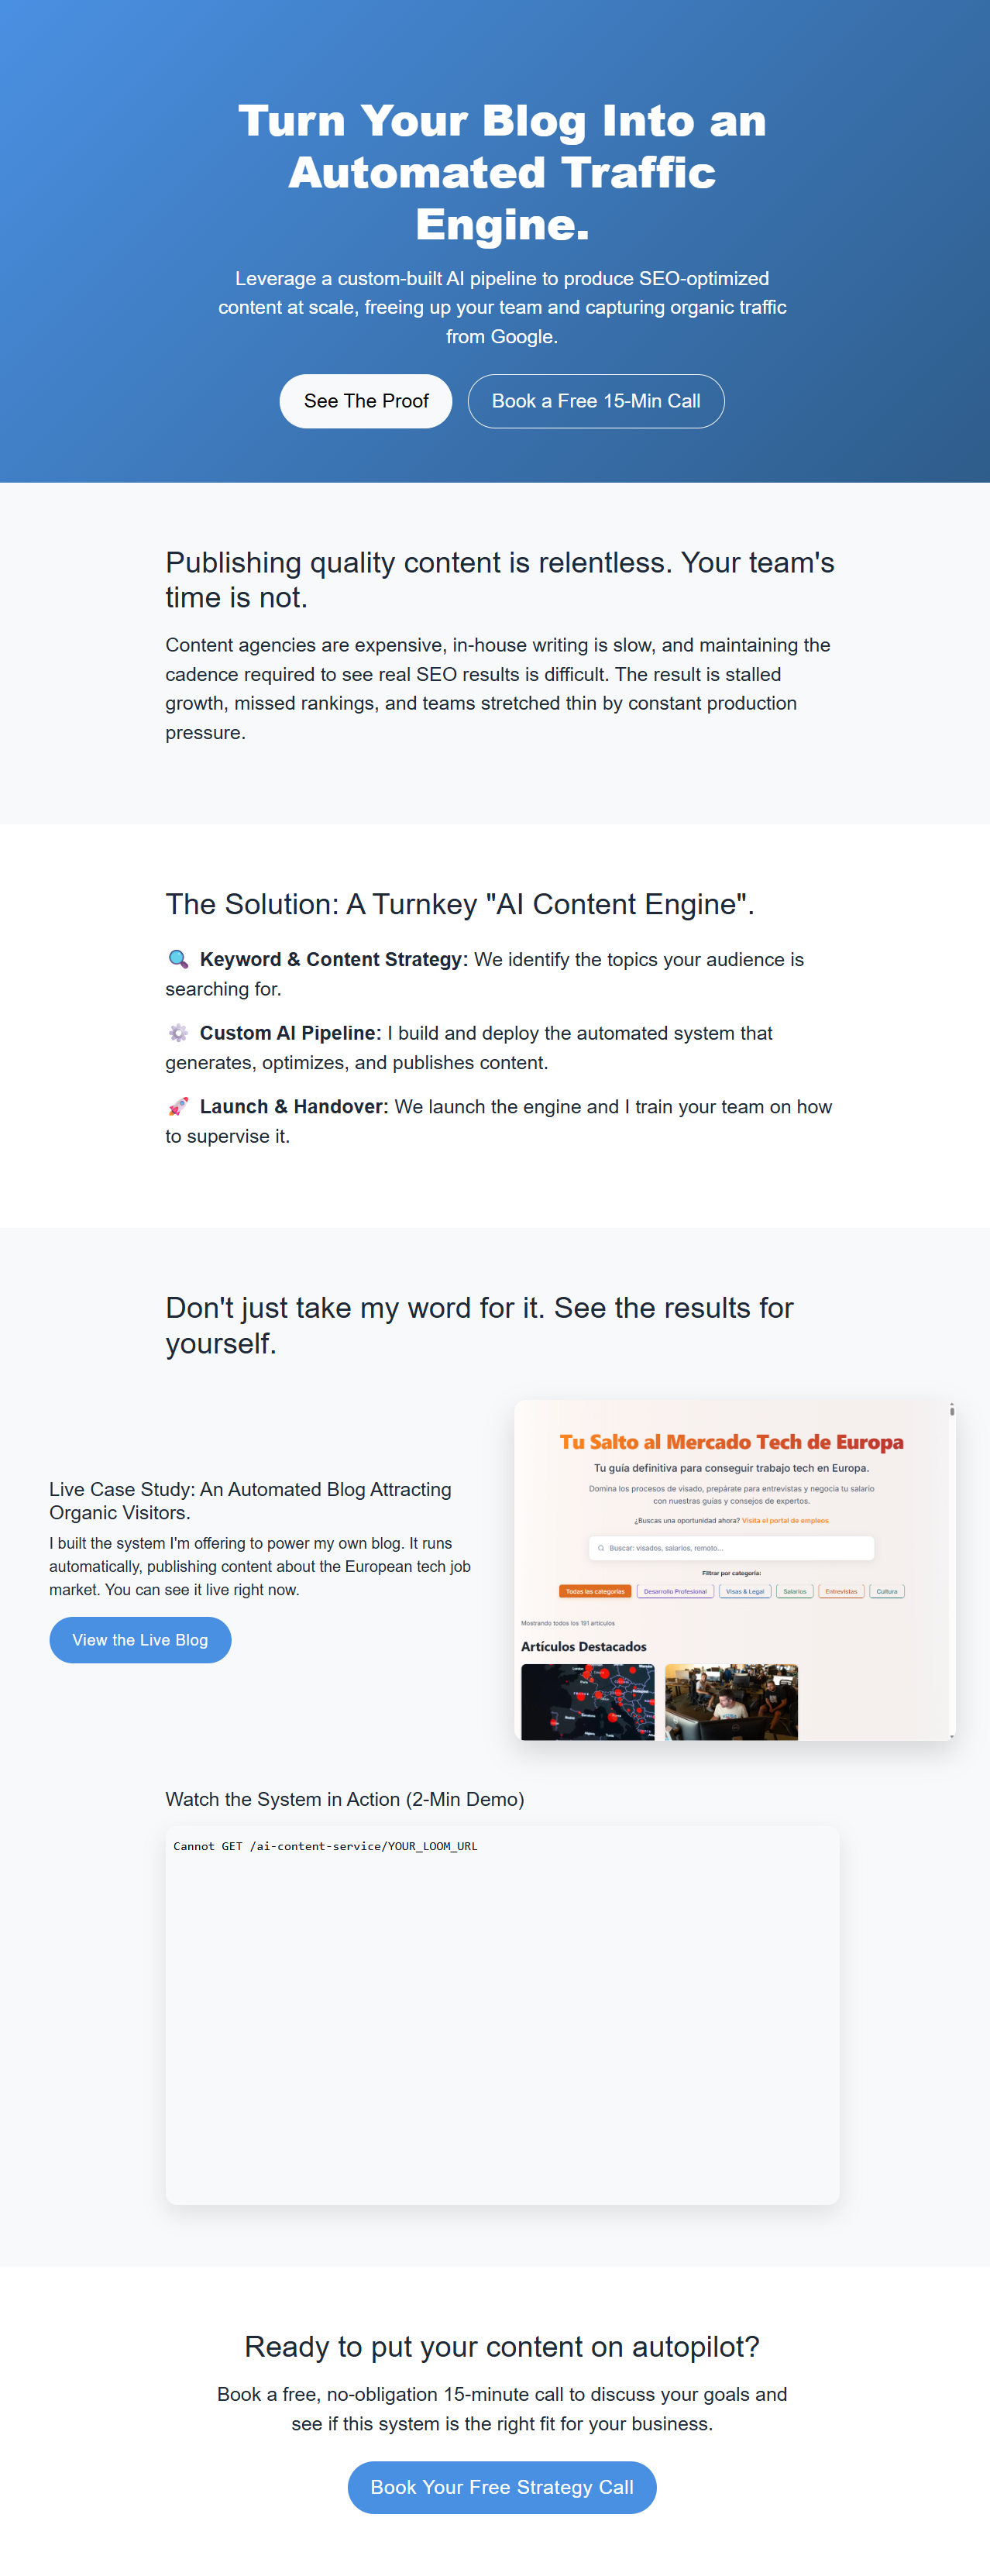 Turn Your Blog Into an
Automated Traffic
Engine.
Leverage a custom-built AI pipeline to produce SEO-optimized
content at scale, freeing up your team and capturing organic traffic
from Google.
See The Proof
Book a Free 15-Min Call
Publishing quality content is relentless. Your team's
time is not.
Content agencies are expensive, in-house writing is slow, and maintaining the
cadence required to see real SEO results is difficult. The result is stalled
growth, missed rankings, and teams stretched thin by constant production
pressure.
The Solution: A Turnkey "AI Content Engine".
Keyword & Content Strategy: We identify the topics your audience is
searching for.
Custom AI Pipeline: I build and deploy the automated system that
generates, optimizes, and publishes content.
Launch & Handover: We launch the engine and I train your team on how
to supervise it.
Don't just take my word for it. See the results for
yourself.
Live Case Study: An Automated Blog Attracting
Organic Visitors.
I built the system I'm offering to power my own blog. It runs
automatically, publishing content about the European tech job
market. You can see it live right now.
View the Live Blog
Tu Salto al Mercado Tech de Europa
Tu guía definitiva para conseguir trabajo tech en Europa.
Domina los procesos de visado, prepárate para entrevistas y negocia tu salario
con nuestras guías y consejos de expertos.
¿Buscas una oportunidad ahora? Visita el portal de empleos
Buscar: visados, salarios, remoto...
Filtrar por categoría:
Todas las categorías
Desarrollo Profesional
Visas & Legal
Salarios
Entrevistas
Cultura
Mostrando todos los 191 artículos
Artículos Destacados
Watch the System in Action (2-Min Demo)
Cannot GET /ai-content-service/YOUR_LOOM_URL
Ready to put your content on autopilot?
Book a free, no-obligation 15-minute call to discuss your goals and
see if this system is the right fit for your business.
Book Your Free Strategy Call